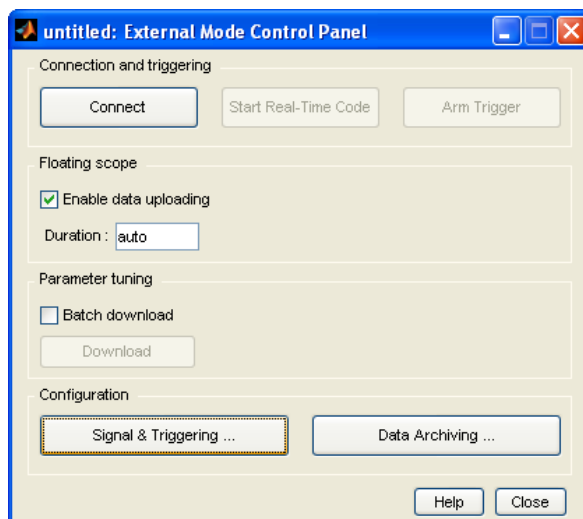 untitled: External Mode Control Panel
Connection and triggering
Connect Start Real-Time Code Arm Trigger
Floating scope
Enable data uploading
Duration : auto
Parameter tuning
Batch download
Download
Configuration
Signal & Triggering ... Data Archiving ...
Help Close